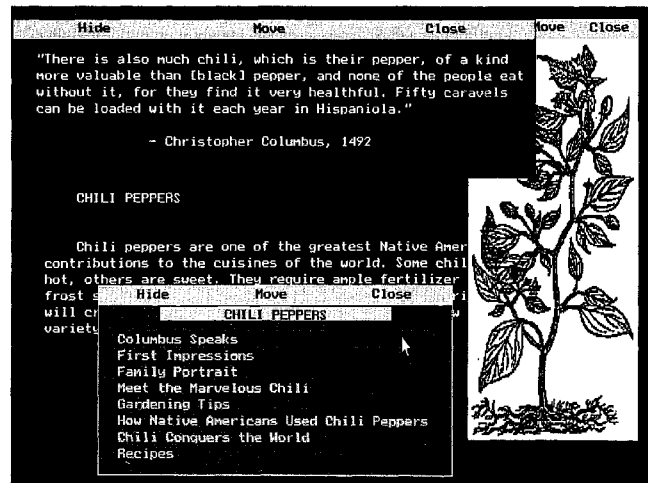 Hide Move Close Move Close
"There is also much chili, which is their pepper, of a kind
more valuable than [black] pepper, and none of the people eat
without it, for they find it very healthful. Fifty caravels
can be loaded with it each year in Hispaniola."
- Christopher Columbus, 1492
CHILI PEPPERS
Chili peppers are one of the greatest Native Amer
contributions to the cuisines of the world. Some chil
hot, others are sweet. They require ample fertilizer
frost s
will cr
variety
Hide Move Close
CHILI PEPPERS
Columbus Speaks
First Impressions
Family Portrait
Meet the Marvelous Chili
Gardening Tips
How Native Americans Used Chili Peppers
Chili Conquers the World
Recipes